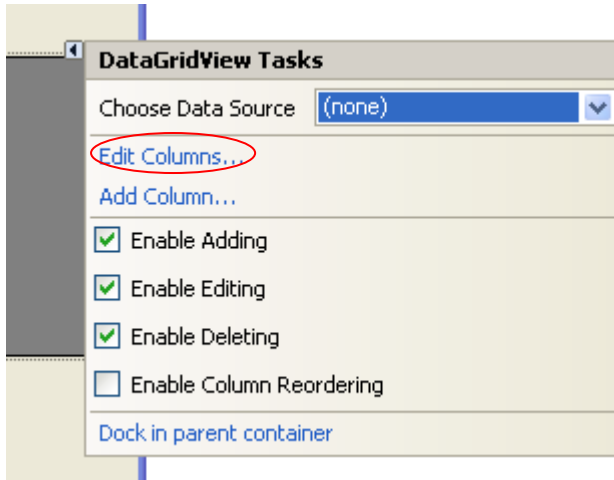 DataGridView Tasks
Choose Data Source (none)
Edit Columns...
Add Column...
Enable Adding
Enable Editing
Enable Deleting
Enable Column Reordering
Dock in parent container